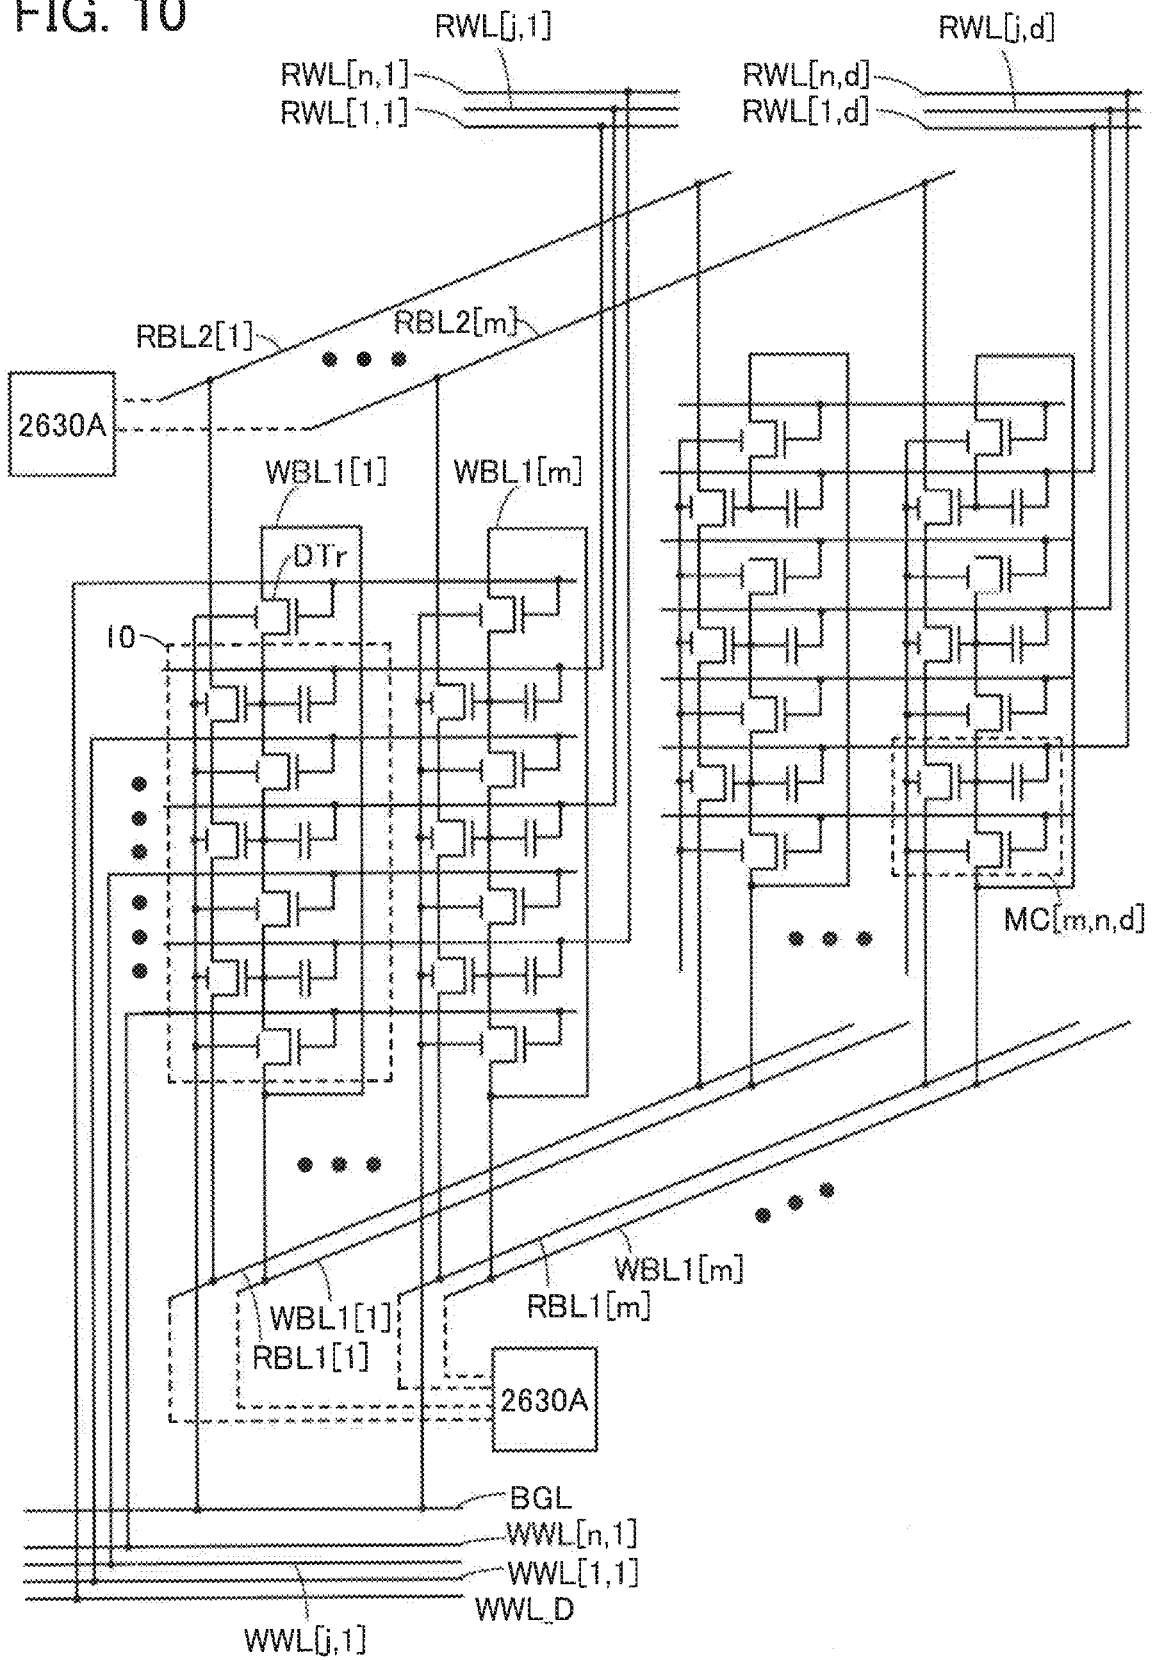 FIG. 10
RWL[j,1]
RWL[j,d]
RWL[n,1]
RWL[n,d]
RWL[1,1]
RWL[1,d]
RBL2[1]
RBL2[m]
2630A
WBL1[1]
WBL1[m]
DTr
10
MC[m,n,d]
WBL1[m]
WBL1[1]
RBL1[m]
RBL1[1]
2630A
BGL
WWL[n,1]
WWL[1,1]
WWL_D
WWL[j,1]